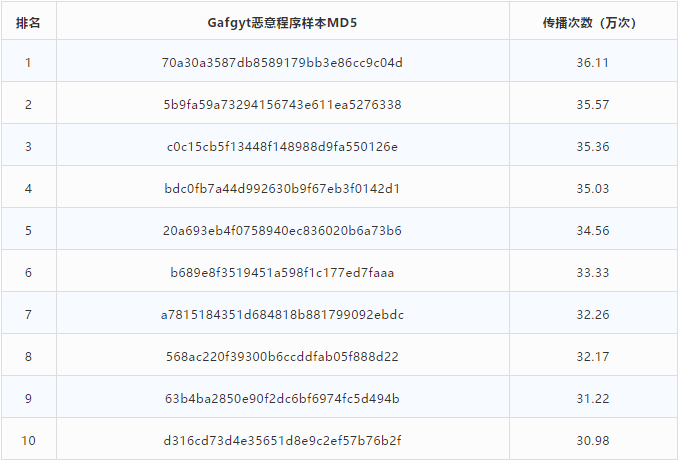 排名 Gafgyt恶意程序样本MD5 传播次数（万次）
1 70a30a3587db8589179bb3e86cc9c04d 36.11
2 5b9fa59a73294156743e611ea5276338 35.57
3 c0c15cb5f13448f148988d9fa550126e 35.36
4 bdc0fb7a44d992630b9f67eb3f0142d1 35.03
5 20a693eb4f0758940ec836020b6a73b6 34.56
6 b689e8f3519451a598f1c177ed7faaa 33.33
7 a7815184351d684818b881799092ebdc 32.26
8 568ac220f39300b6ccddfab05f888d22 32.17
9 63b4ba2850e90f2dc6bf6974fc5d494b 31.22
10 d316cd73d4e35651d8e9c2ef57b76b2f 30.98